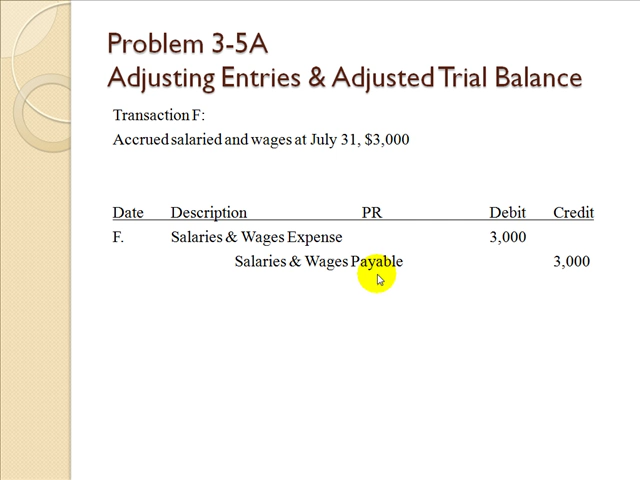 Problem 3-5A
Adjusting Entries & Adjusted Trial Balance
Transaction F:
Accrued salaried and wages at July 31, $3,000
Date Description PR Debit Credit
F. Salaries & Wages Expense 3,000
Salaries & Wages Payable 3,000